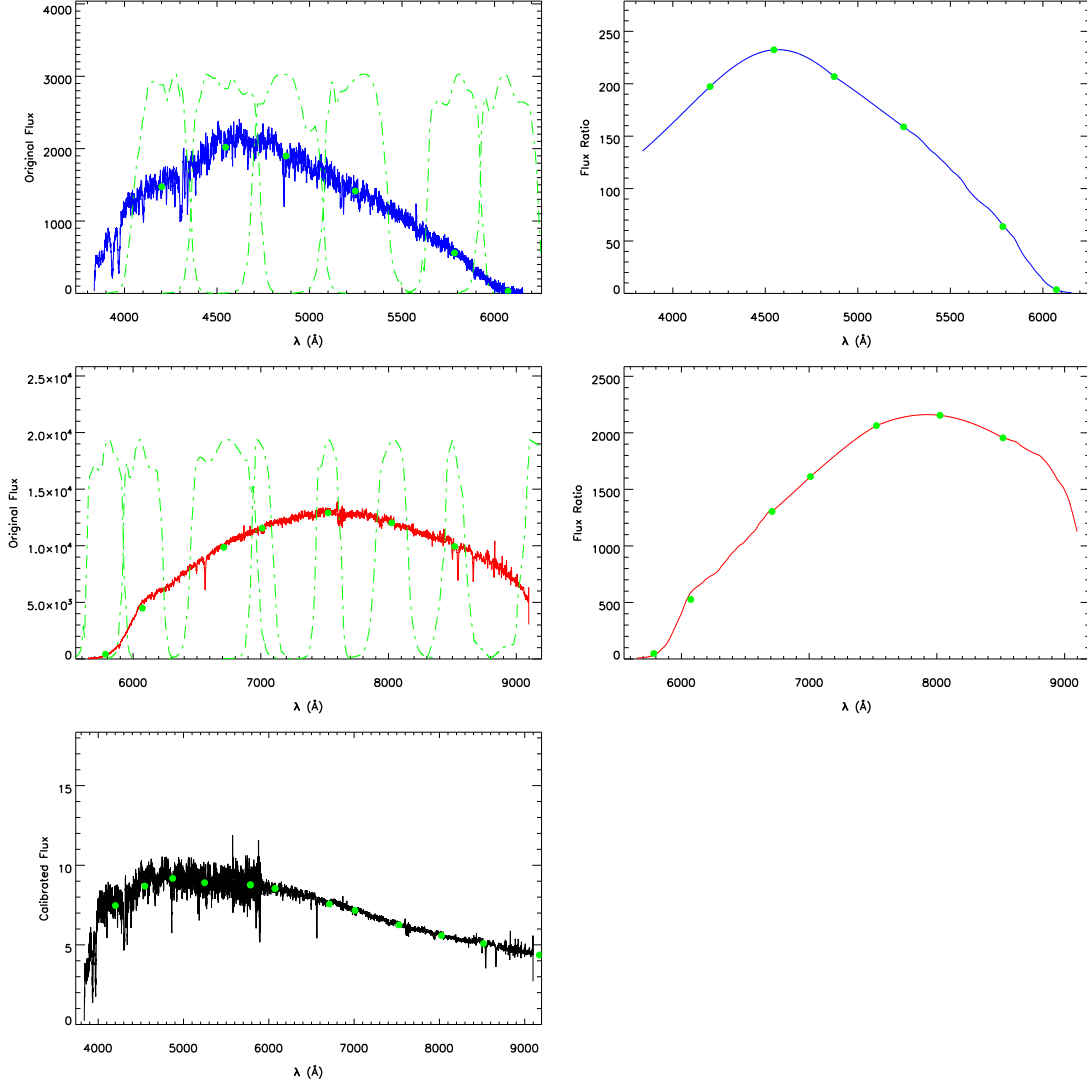 4000
3000
2000
1000
0
Original Flux
4000 4500 5000 5500 6000
λ (Å)
250
200
150
100
50
0
Flux Ratio
4000 4500 5000 5500 6000
λ (Å)
2.5×10⁴
2.0×10⁴
1.5×10⁴
1.0×10⁴
5.0×10³
0
Original Flux
6000 7000 8000 9000
λ (Å)
2500
2000
1500
1000
500
0
Flux Ratio
6000 7000 8000 9000
λ (Å)
15
10
5
0
Calibrated Flux
4000 5000 6000 7000 8000 9000
λ (Å)